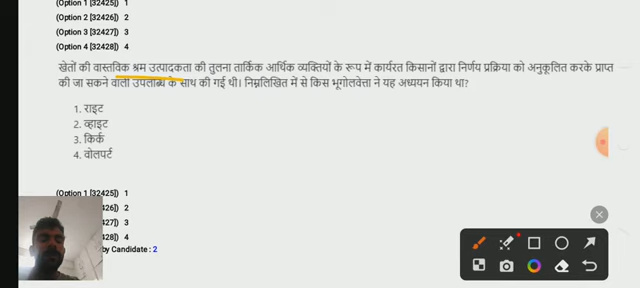 (Option 1 [32425]) 1
(Option 2 [32426]) 2
(Option 3 [32427]) 3
(Option 4 [32428]) 4
खेतों की वास्तविक श्रम उत्पादकता की तुलना तार्किक आर्थिक व्यक्तियों के रूप में कार्यरत किसानों द्वारा निर्णय प्रक्रिया को अनुकूलित करके प्राप्त
की जा सकने वाली उपलब्धि के साथ की गई थी। निम्नलिखित में से किस भूगोलवेत्ता ने यह अध्ययन किया था?
1. राइट
2. व्हाइट
3. किर्क
4. वोलपर्ट
(Option 1 [32425]) 1
426]) 2
427]) 3
428]) 4
by Candidate : 2